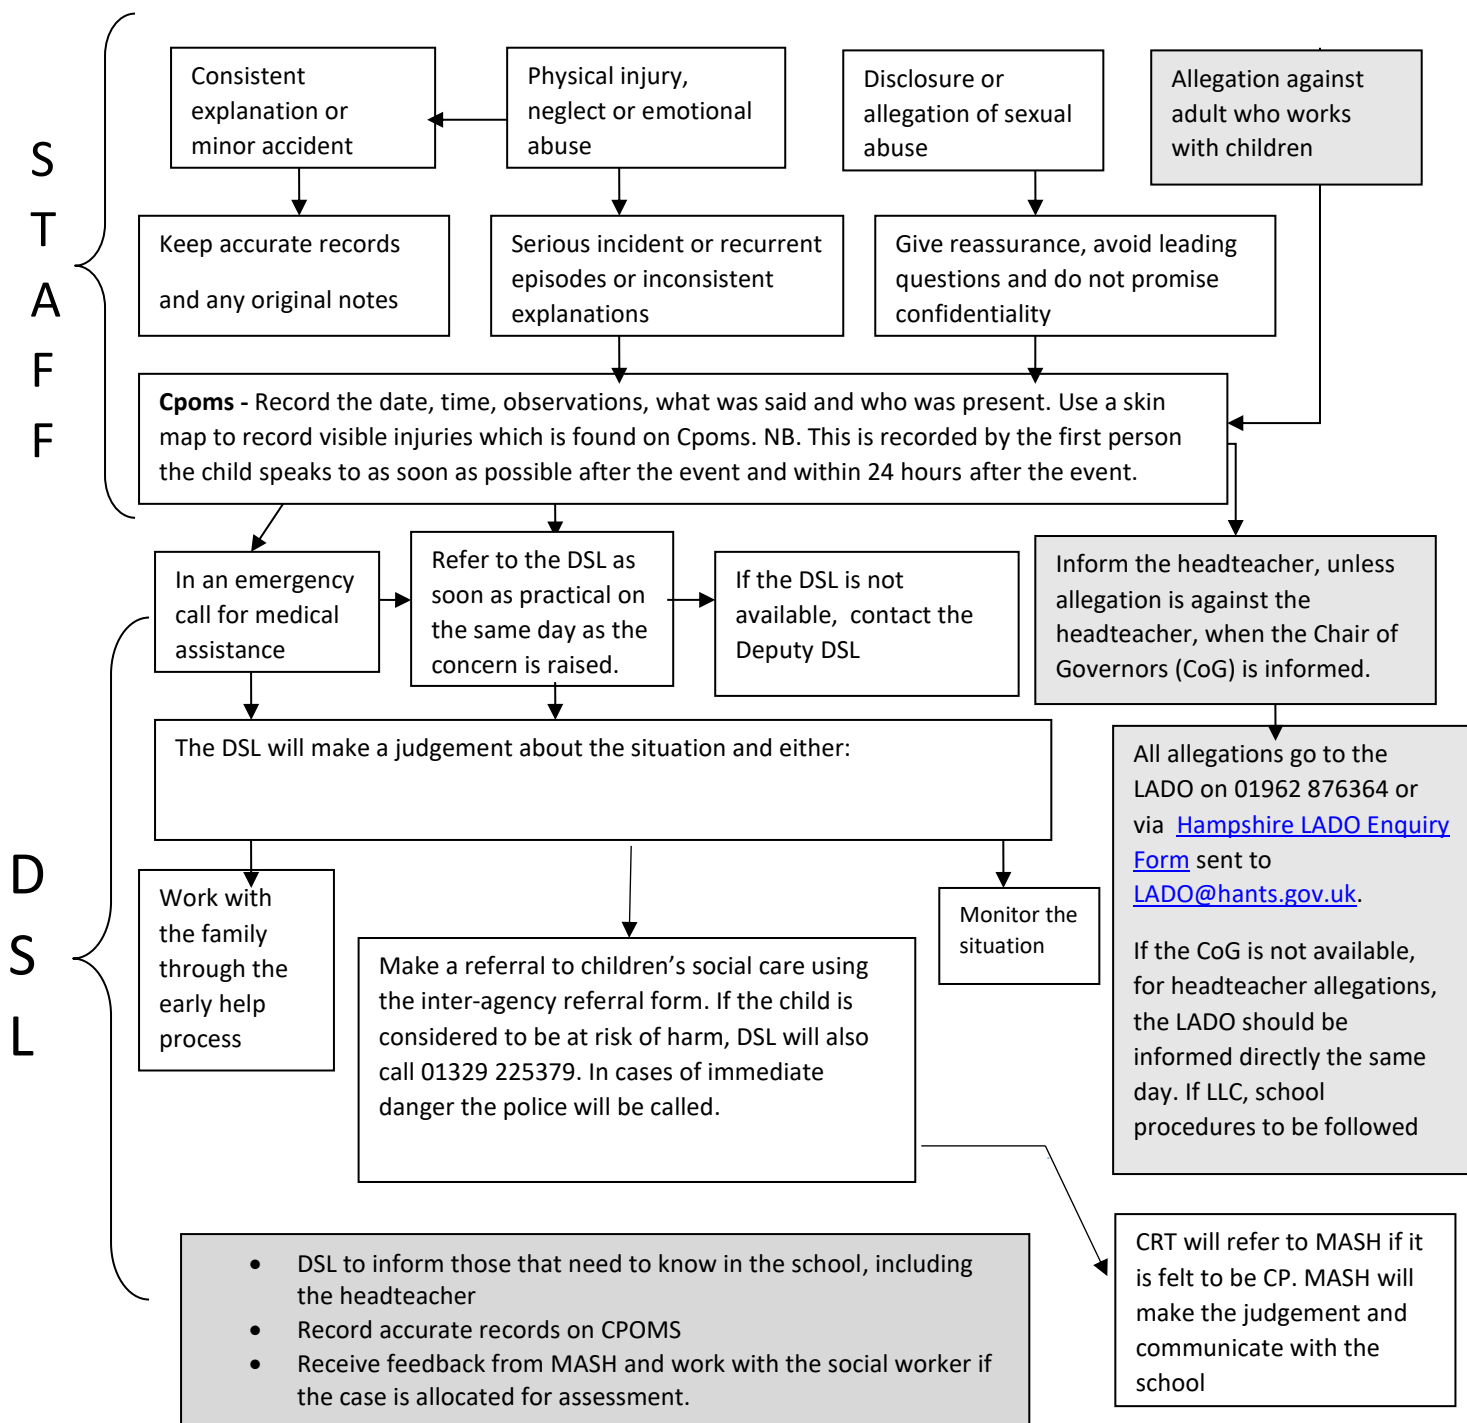 S
T
A
F
F
Consistent
explanation or
minor accident
Physical injury,
neglect or emotional
abuse
Disclosure or
allegation of sexual
abuse
Allegation against
adult who works
with children
Keep accurate records
and any original notes
Serious incident or recurrent
episodes or inconsistent
explanations
Give reassurance, avoid leading
questions and do not promise
confidentiality
Cpoms - Record the date, time, observations, what was said and who was present. Use a skin
map to record visible injuries which is found on Cpoms. NB. This is recorded by the first person
the child speaks to as soon as possible after the event and within 24 hours after the event.
D
S
L
In an emergency
call for medical
assistance
Refer to the DSL as
soon as practical on
the same day as the
concern is raised.
If the DSL is not
available,  contact the
Deputy DSL
Inform the headteacher, unless
allegation is against the
headteacher, when the Chair of
Governors (CoG) is informed.
The DSL will make a judgement about the situation and either:
All allegations go to the
LADO on 01962 876364 or
via  Hampshire LADO Enquiry
Form sent to
LADO@hants.gov.uk.
If the CoG is not available,
for headteacher allegations,
the LADO should be
informed directly the same
day. If LLC, school
procedures to be followed
Work with
the family
through the
early help
process
Make a referral to children’s social care using
the inter-agency referral form. If the child is
considered to be at risk of harm, DSL will also
call 01329 225379. In cases of immediate
danger the police will be called.
Monitor the
situation
CRT will refer to MASH if it
is felt to be CP. MASH will
make the judgement and
communicate with the
school
• DSL to inform those that need to know in the school, including
the headteacher
• Record accurate records on CPOMS
• Receive feedback from MASH and work with the social worker if
the case is allocated for assessment.